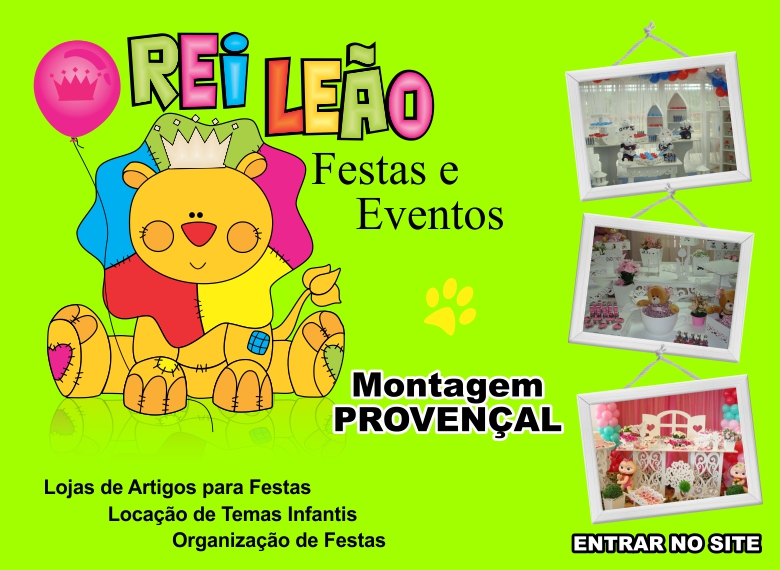 REI LEÃO
Festas e
Eventos
Montagem
PROVENÇAL
Lojas de Artigos para Festas
Locação de Temas Infantis
Organização de Festas
ENTRAR NO SITE